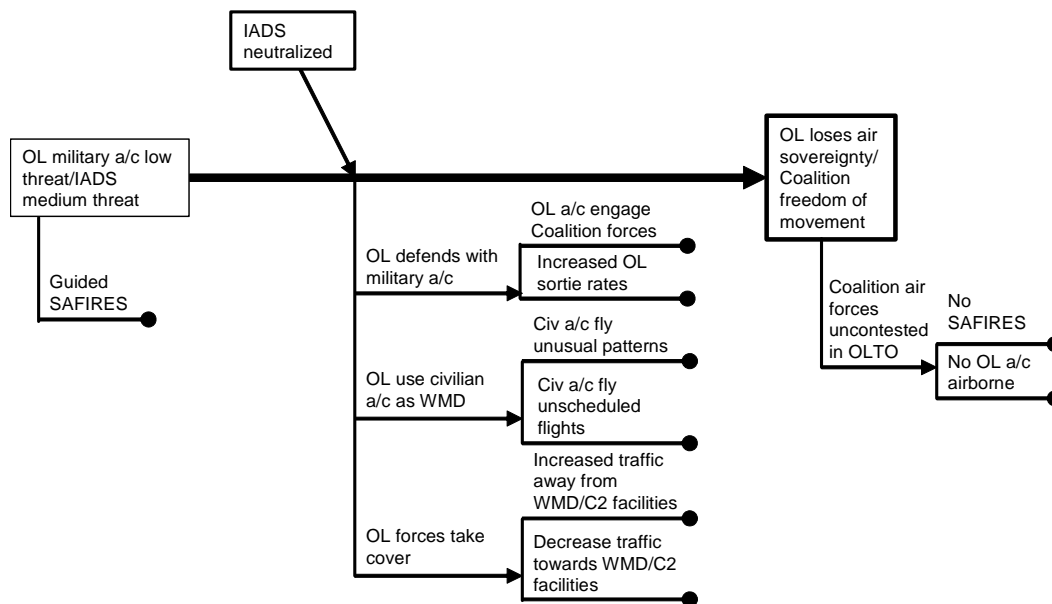 IADS
neutralized
OL military a/c low
threat/IADS
medium threat
Guided
SAFIRES
OL defends with
military a/c
OL a/c engage
Coalition forces
Increased OL
sortie rates
OL use civilian
a/c as WMD
Civ a/c fly
unusual patterns
Civ a/c fly
unscheduled
flights
OL forces take
cover
Increased traffic
away from
WMD/C2 facilities
Decrease traffic
towards WMD/C2
facilities
OL loses air
sovereignty/
Coalition
freedom of
movement
Coalition air
forces
uncontested
in OLTO
No
SAFIRES
No OL a/c
airborne